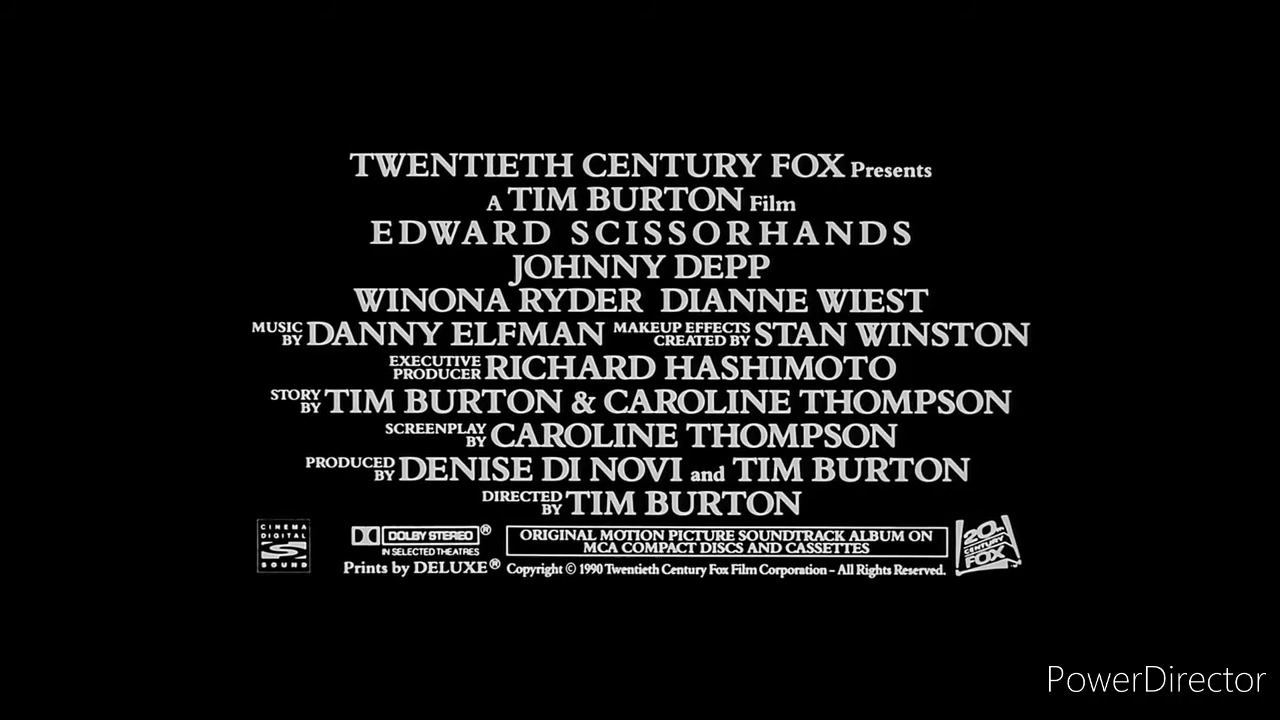 TWENTIETH CENTURY FOX Presents
A TIM BURTON Film
EDWARD SCISSORHANDS
JOHNNY DEPP
WINONA RYDER DIANNE WIEST
MUSIC BY DANNY ELFMAN MAKEUP EFFECTS CREATED BY STAN WINSTON
EXECUTIVE PRODUCER RICHARD HASHIMOTO
STORY BY TIM BURTON & CAROLINE THOMPSON
SCREENPLAY BY CAROLINE THOMPSON
PRODUCED BY DENISE DI NOVI and TIM BURTON
DIRECTED BY TIM BURTON
CINEMA
DIGITAL
S
SOUND
DOLBY STEREO®
IN SELECTED THEATRES
Prints by DELUXE®
ORIGINAL MOTION PICTURE SOUNDTRACK ALBUM ON
MCA COMPACT DISCS AND CASSETTES
Copyright © 1990 Twentieth Century Fox Film Corporation – All Rights Reserved.
20th
CENTURY
FOX
PowerDirector